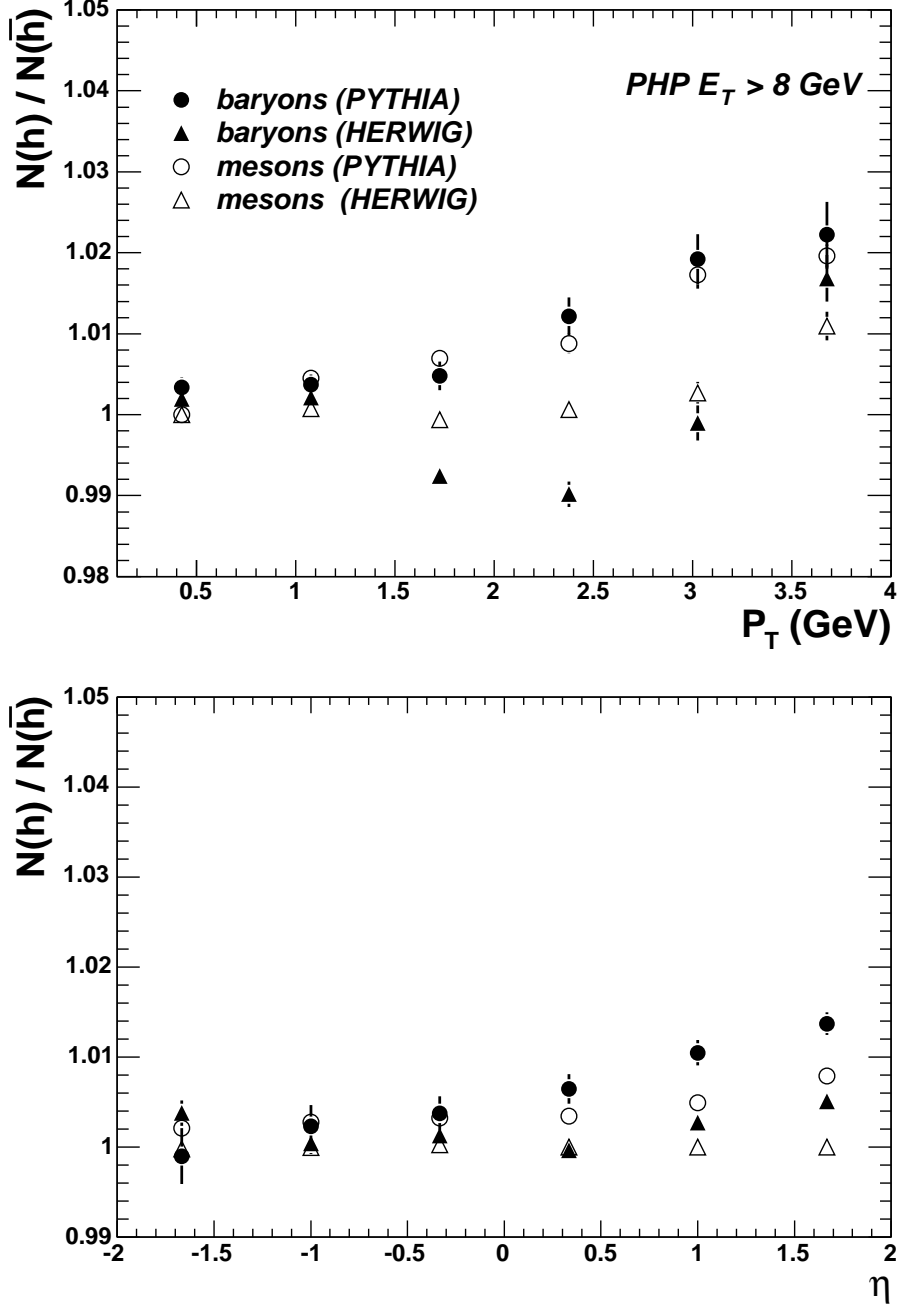 N(h) / N(h̅)
1.05
1.04
1.03
1.02
1.01
1
0.99
0.98
PHP E_T > 8 GeV
baryons (PYTHIA)
baryons (HERWIG)
mesons (PYTHIA)
mesons (HERWIG)
0.5 1 1.5 2 2.5 3 3.5 4
P_T (GeV)
N(h) / N(h̅)
1.05
1.04
1.03
1.02
1.01
1
0.99
-2 -1.5 -1 -0.5 0 0.5 1 1.5 2
η